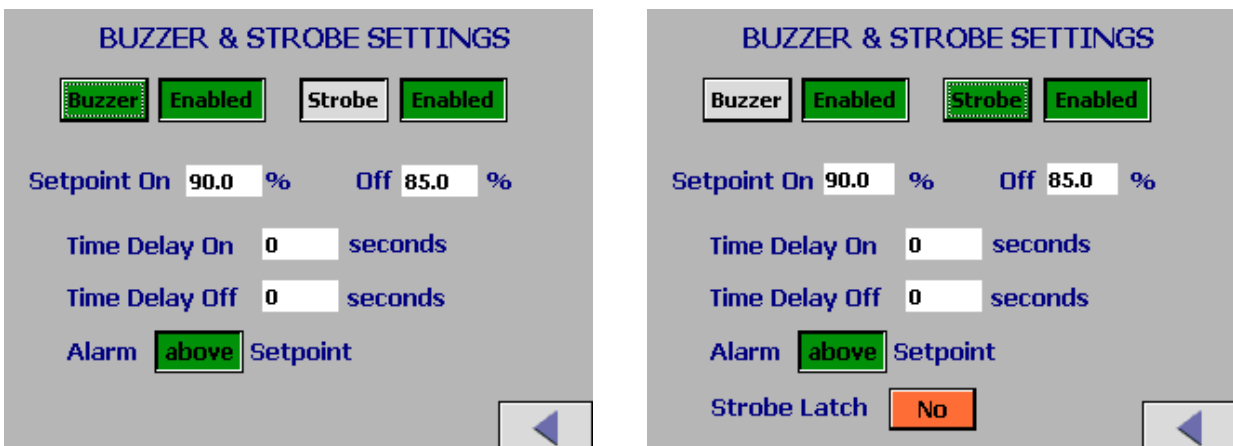 BUZZER & STROBE SETTINGS
Buzzer Enabled Strobe Enabled
Setpoint On 90.0 % Off 85.0 %
Time Delay On 0 seconds
Time Delay Off 0 seconds
Alarm above Setpoint
BUZZER & STROBE SETTINGS
Buzzer Enabled Strobe Enabled
Setpoint On 90.0 % Off 85.0 %
Time Delay On 0 seconds
Time Delay Off 0 seconds
Alarm above Setpoint
Strobe Latch No